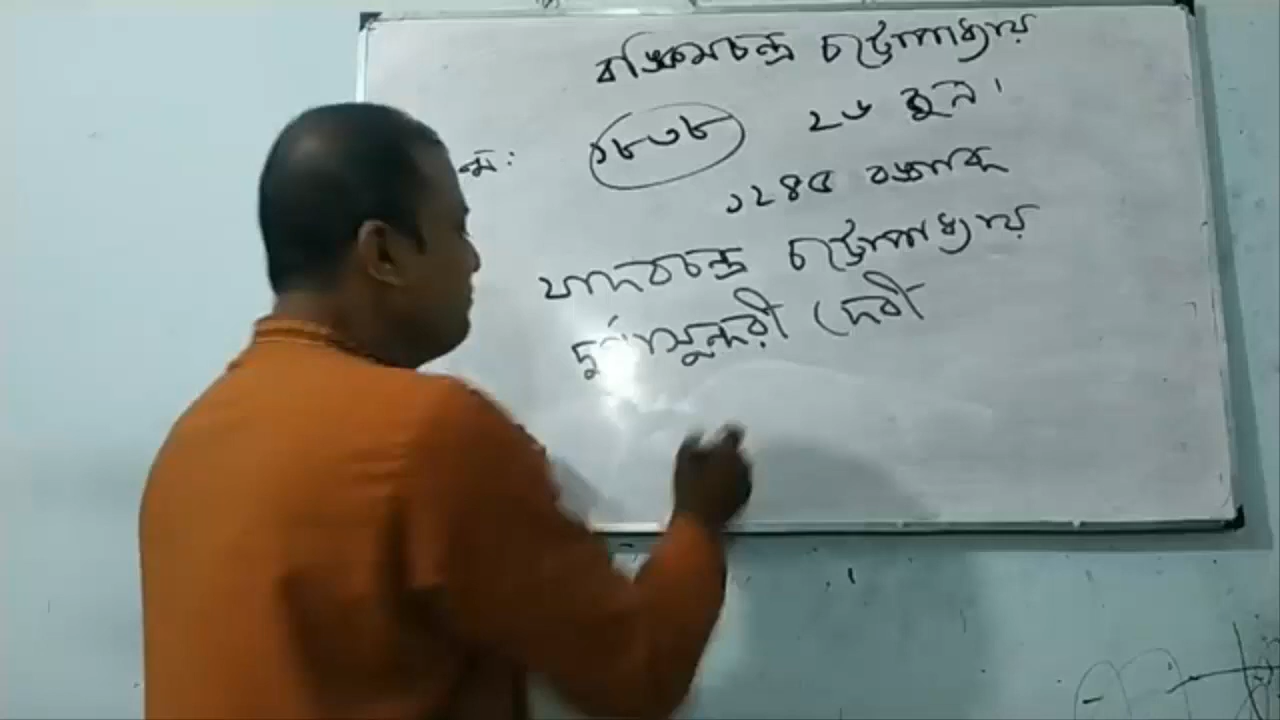 বঙ্কিমচন্দ্র চট্টোপাধ্যায়
ন্ম: ১৮৩৮ ২৬ জুন।
১২৪৫ বঙ্গাব্দ
যাদবচন্দ্র চট্টোপাধ্যায়
দুর্গাসুন্দরী দেবী